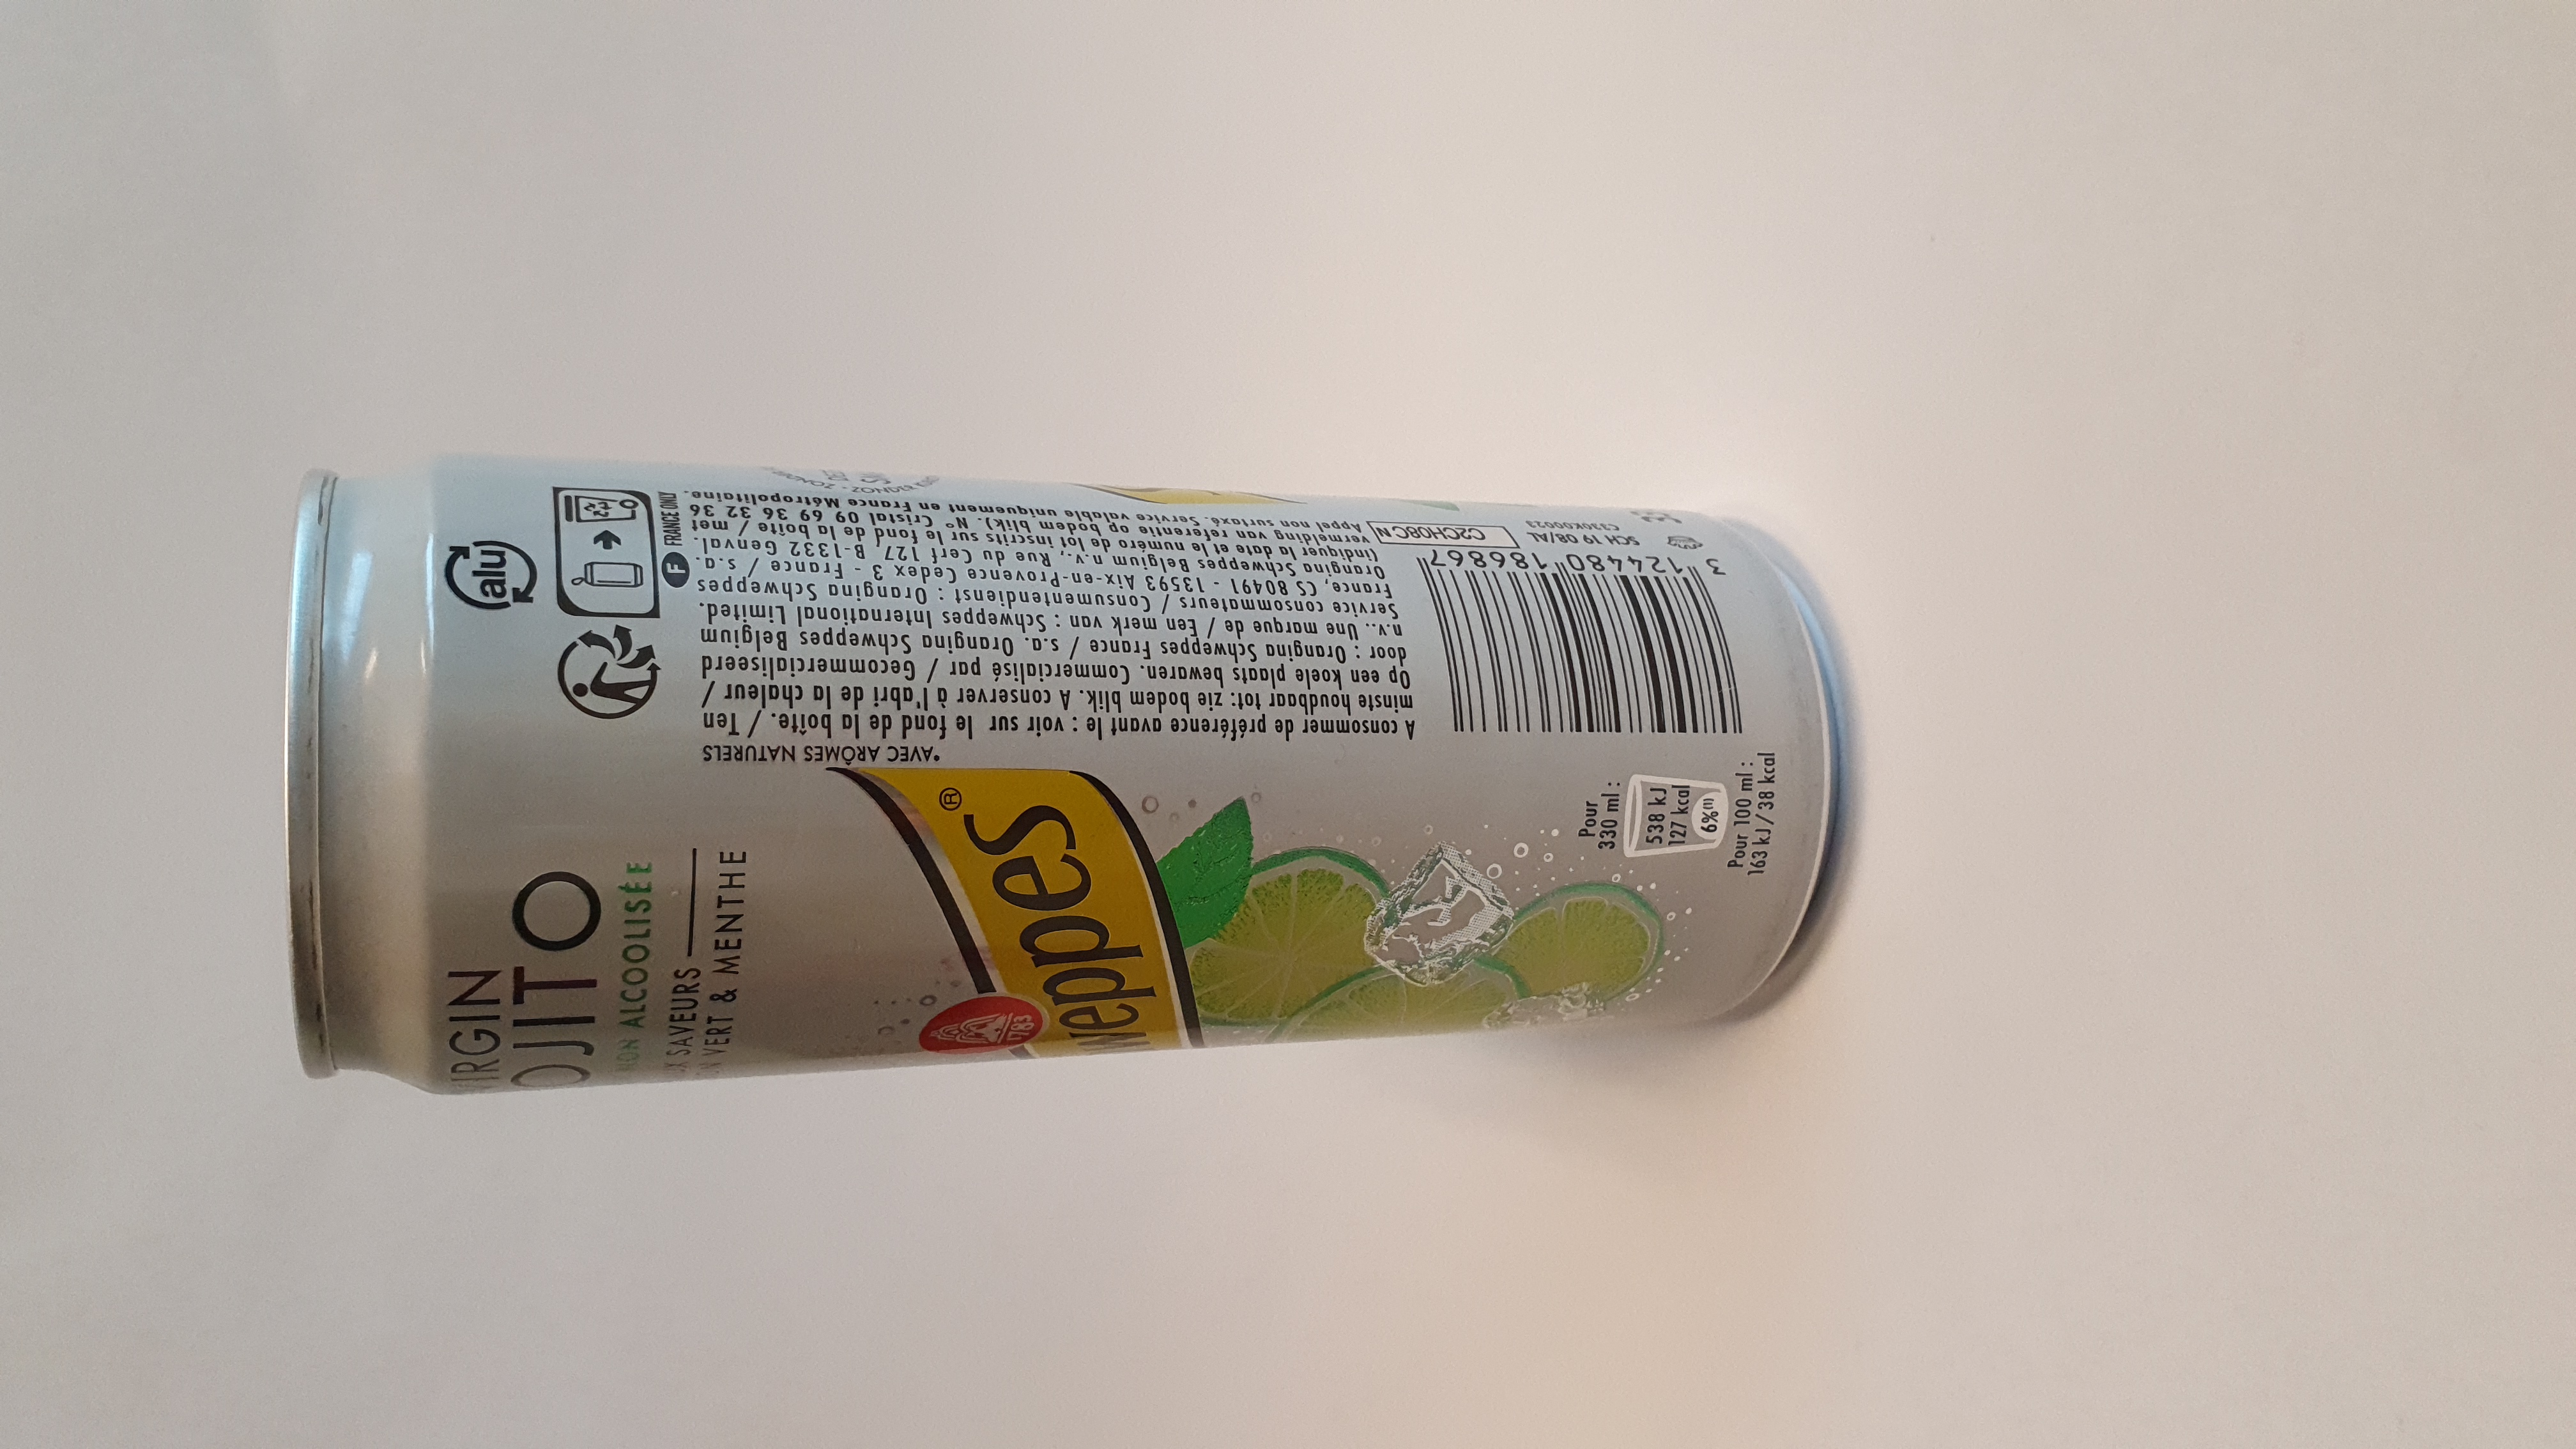 IRGIN
OJITO
NON ALCOOLISÉE
SAVEURS
VERT & MENTHE
1783
weppes®
Pour
330 ml :
538 kJ
127 kcal
6%(1)
Pour 100 ml :
163 kJ / 38 kcal
alu
F FRANCE ONLY
*AVEC ARÔMES NATURELS
A consommer de préférence avant le : voir sur le fond de la boîte. / Ten
minste houdbaar tot: zie bodem blik. A conserver à l'abri de la chaleur /
Op een koele plaats bewaren. Commercialisé par / Gecommercialiseerd
door : Orangina Schweppes France / s.a. Orangina Schweppes Belgium
n.v.. Une marque de / Een merk van : Schweppes International Limited.
Service consommateurs / Consumentendienst : Orangina Schweppes
France, CS 80491 - 13593 Aix-en-Provence Cedex 3 - France / s.a.
Orangina Schweppes Belgium n.v., Rue du Cerf 127, B-1332 Genval.
(indiquer la date et le numéro de lot inscrits sur le fond de la boîte / met
vermelding van referentie op bodem blik). N° Cristal 09 69 36 32 36
Appel non surtaxé. Service valable uniquement en France Métropolitaine.
3 124480 186867
C2CH08CN
SCH 19 08/AL
C330K00023